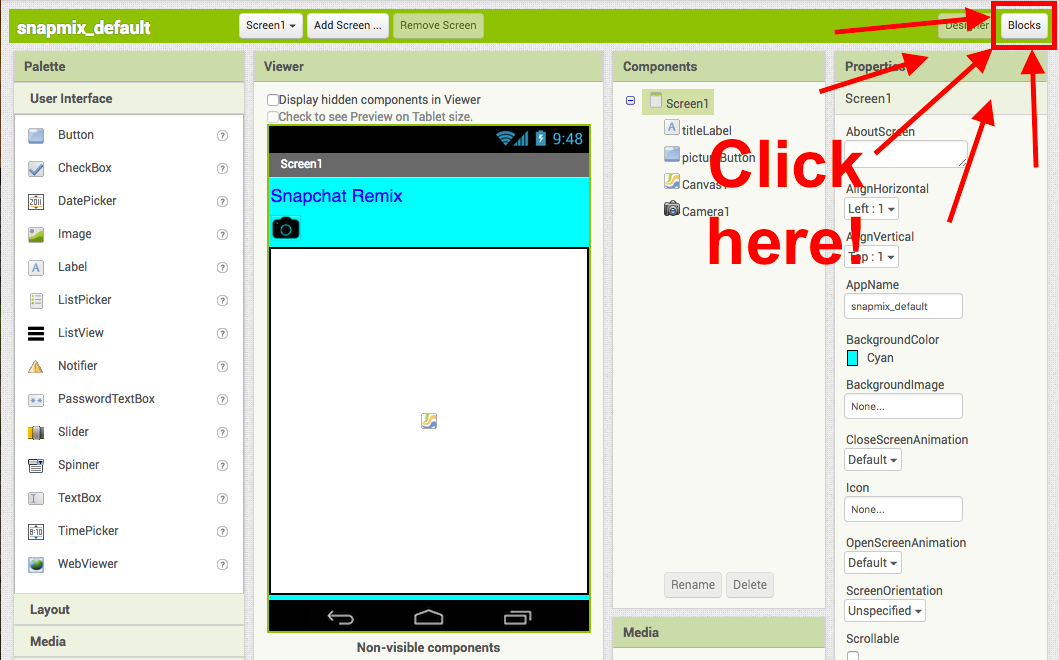 snapmix_default
Screen1
Add Screen ...
Remove Screen
Designer
Blocks
Palette
User Interface
Button
CheckBox
DatePicker
Image
Label
ListPicker
ListView
Notifier
PasswordTextBox
Slider
Spinner
TextBox
TimePicker
WebViewer
Layout
Media
Viewer
Display hidden components in Viewer
Check to see Preview on Tablet size.
9:48
Screen1
Snapchat Remix
Non-visible components
Components
Screen1
titleLabel
pictureButton
Canvas1
Camera1
Rename
Delete
Media
Click
here!
Properties
Screen1
AboutScreen
AlignHorizontal
Left : 1
AlignVertical
Top : 1
AppName
snapmix_default
BackgroundColor
Cyan
BackgroundImage
None...
CloseScreenAnimation
Default
Icon
None...
OpenScreenAnimation
Default
ScreenOrientation
Unspecified
Scrollable